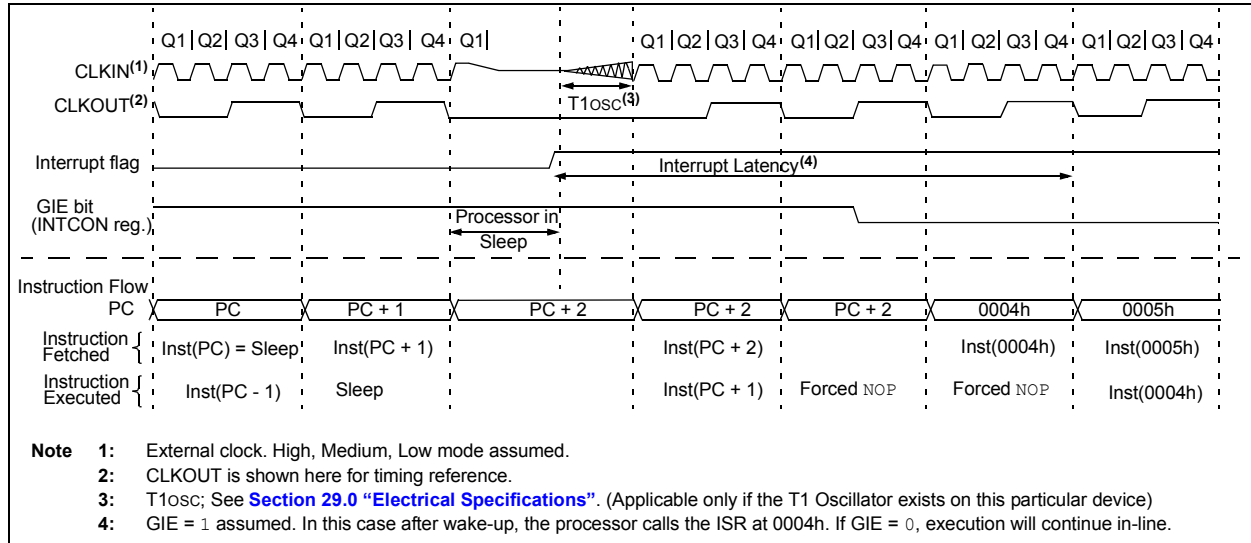 Q1 Q2 Q3 Q4 Q1 Q2 Q3 Q4 Q1 Q1 Q2 Q3 Q4 Q1 Q2 Q3 Q4 Q1 Q2 Q3 Q4 Q1 Q2 Q3 Q4
CLKIN(1)
CLKOUT(2)
T1OSC(3)
Interrupt flag
Interrupt Latency(4)
GIE bit
(INTCON reg.)
Processor in
Sleep
Instruction Flow
PC PC PC + 1 PC + 2 PC + 2 PC + 2 0004h 0005h
Instruction
Fetched
Inst(PC) = Sleep Inst(PC + 1) Inst(PC + 2) Inst(0004h) Inst(0005h)
Instruction
Executed
Inst(PC - 1) Sleep Inst(PC + 1) Forced NOP Forced NOP Inst(0004h)
Note 1: External clock. High, Medium, Low mode assumed.
2: CLKOUT is shown here for timing reference.
3: T1OSC; See Section 29.0 “Electrical Specifications”. (Applicable only if the T1 Oscillator exists on this particular device)
4: GIE = 1 assumed. In this case after wake-up, the processor calls the ISR at 0004h. If GIE = 0, execution will continue in-line.